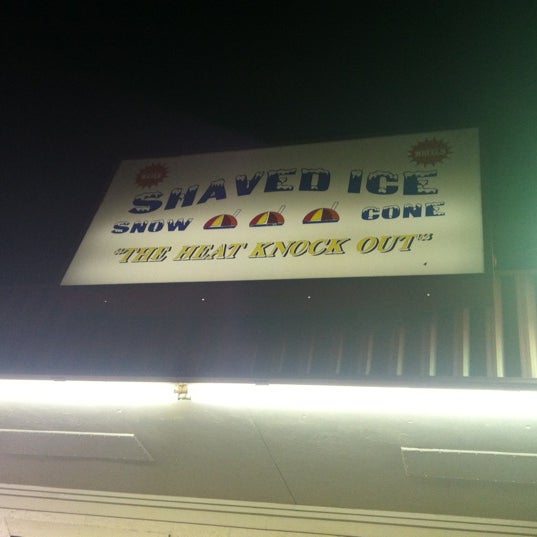 SHAVED ICE
SNOW CONE
"THE HEAT KNOCK OUT"